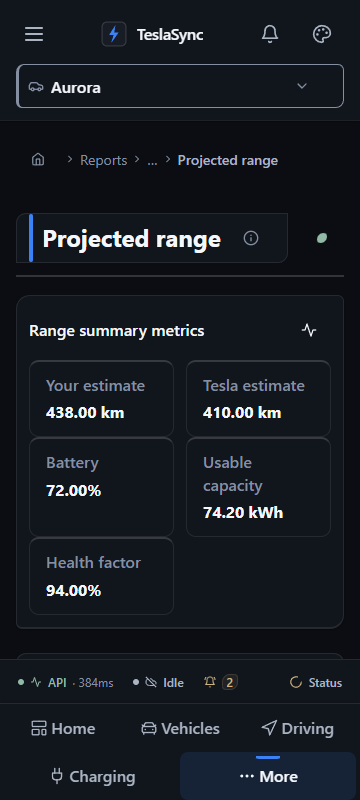 TeslaSync
Aurora
Reports
...
Projected range
Projected range
Range summary metrics
Your estimate
438.00 km
Tesla estimate
410.00 km
Battery
72.00%
Usable
capacity
74.20 kWh
Health factor
94.00%
API · 384ms
Idle
2
Status
Home
Vehicles
Driving
Charging
More